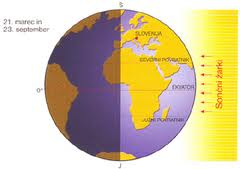 21. marec in
23. september
S
SLOVENIJA
SEVERNI POVRATNIK
0°
EKVATOR
JUŽNI POVRATNIK
Sončni žarki
J